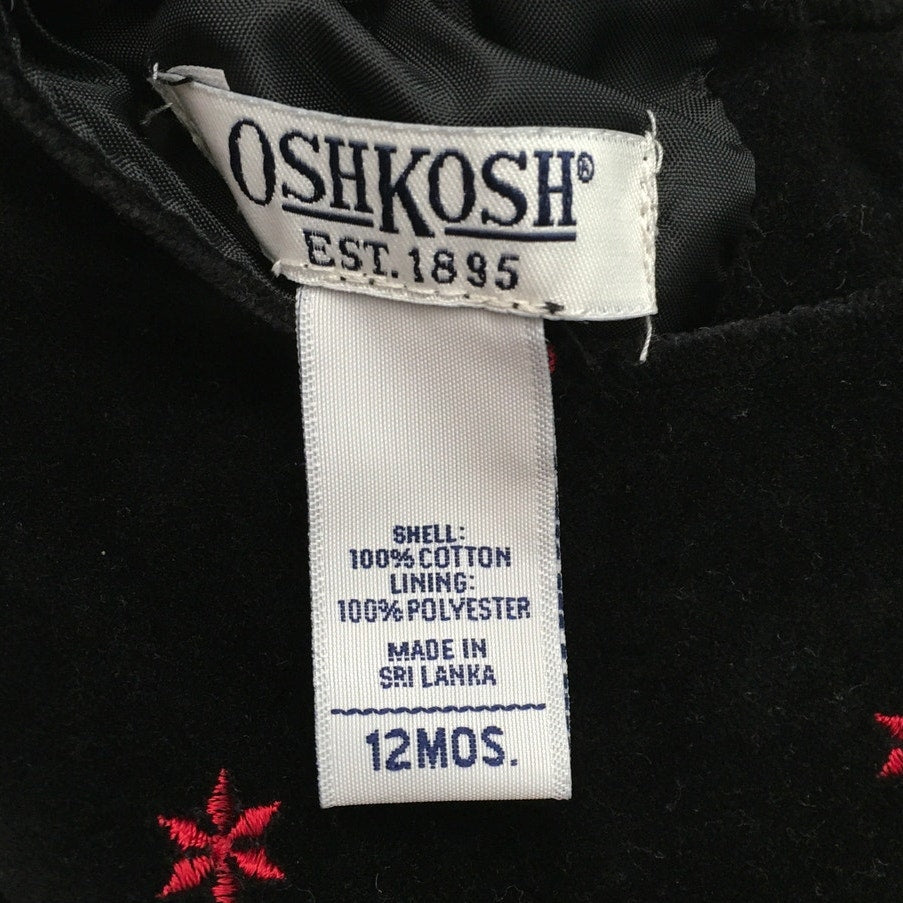 OSHKOSH®
EST. 1895
SHELL:
100% COTTON
LINING:
100% POLYESTER
MADE IN
SRI LANKA
12MOS.